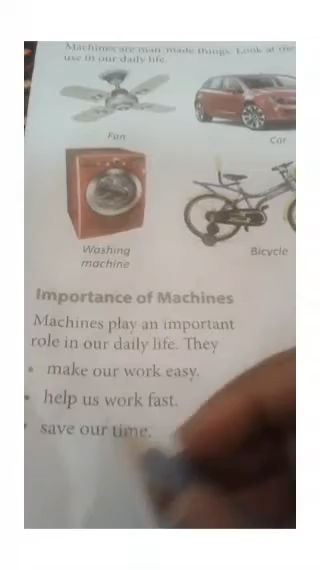 Machines are man-made things. Look at the
use in our daily life.
Fan
Car
Washing
machine
Bicycle
Importance of Machines
Machines play an important
role in our daily life. They
• make our work easy.
• help us work fast.
• save our time.